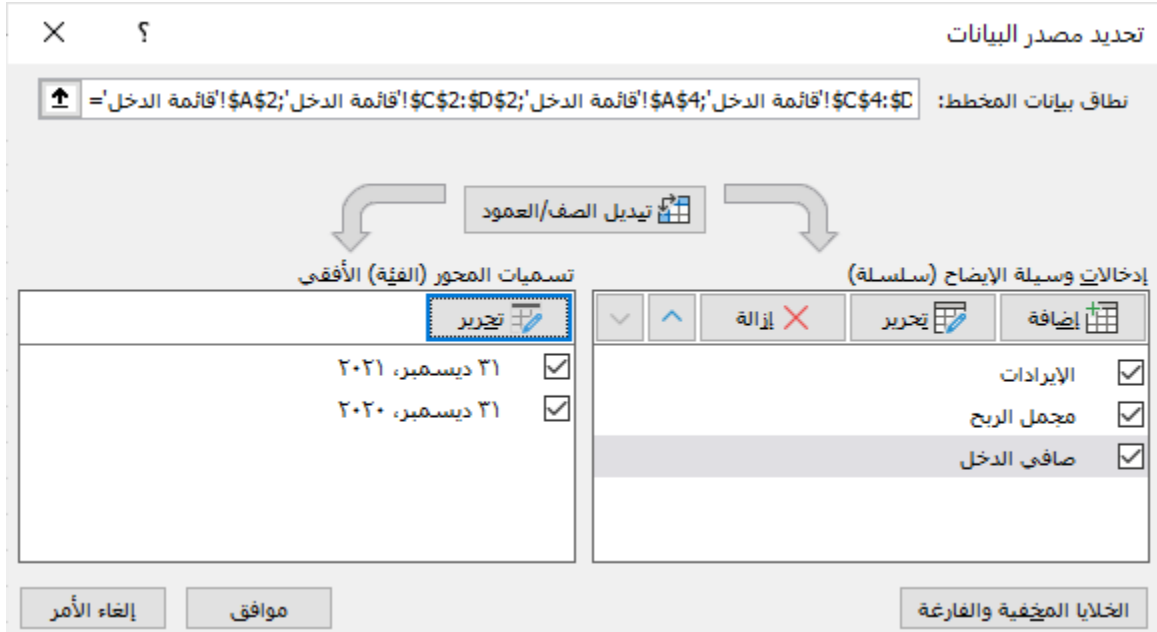 تحديد مصدر البيانات
؟
نطاق بيانات المخطط:
='قائمة الدخل'!$A$2;'قائمة الدخل'!$C$2:$D$2;'قائمة الدخل'!$A$4;'قائمة الدخل'!$C$4:$D
تبديل الصف/العمود
إدخالات وسيلة الإيضاح (سلسلة)
إضافة تحرير إزالة
الإيرادات
مجمل الربح
صافي الدخل
تسميات المحور (الفئة) الأفقي
تحرير
٣١ ديسمبر، ٢٠٢١
٣١ ديسمبر، ٢٠٢٠
الخلايا المخفية والفارغة
موافق
إلغاء الأمر